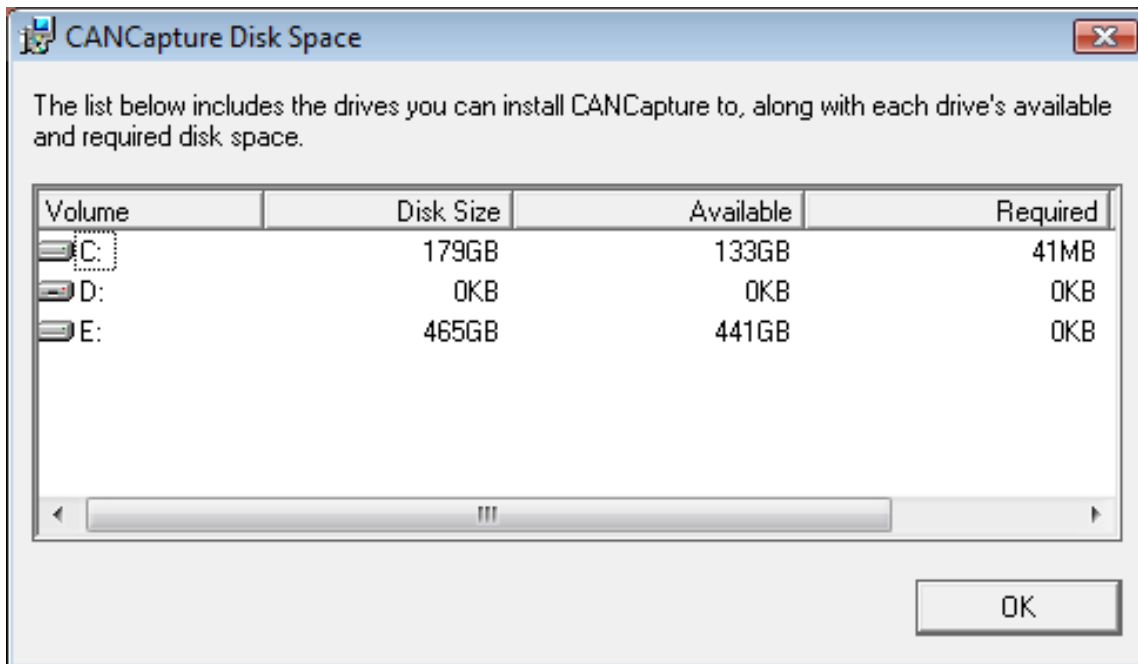 CANCapture Disk Space
The list below includes the drives you can install CANCapture to, along with each drive's available
and required disk space.
Volume Disk Size Available Required
C: 179GB 133GB 41MB
D: 0KB 0KB 0KB
E: 465GB 441GB 0KB
OK